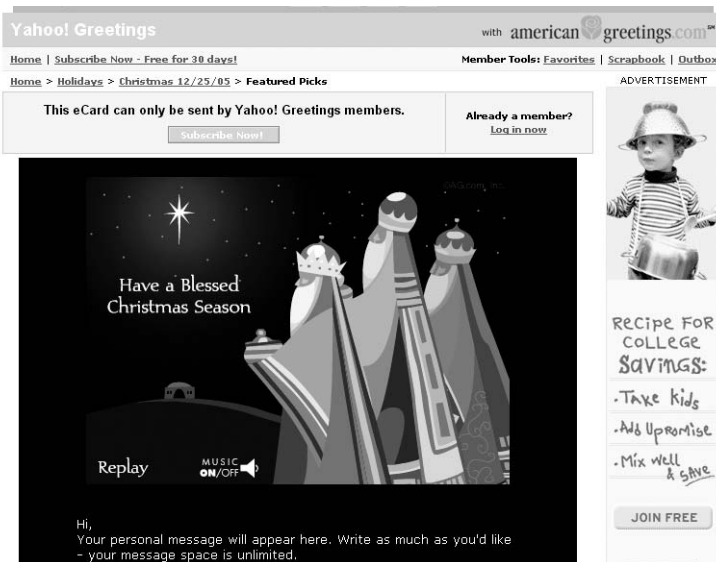 Yahoo! Greetings
with american greetings.com℠
Home | Subscribe Now - Free for 30 days!
Member Tools: Favorites | Scrapbook | Outbox
Home > Holidays > Christmas 12/25/05 > Featured Picks
This eCard can only be sent by Yahoo! Greetings members.
Subscribe Now!
Already a member?
Log in now
Have a Blessed
Christmas Season
Replay
MUSIC
ON/OFF
Hi,
Your personal message will appear here. Write as much as you'd like
- your message space is unlimited.
ADVERTISEMENT
RECIPE FOR
COLLEGE
SAVINGS:
· TAKE kids
· Add UPROMISE
· Mix well
& SAVE
JOIN FREE